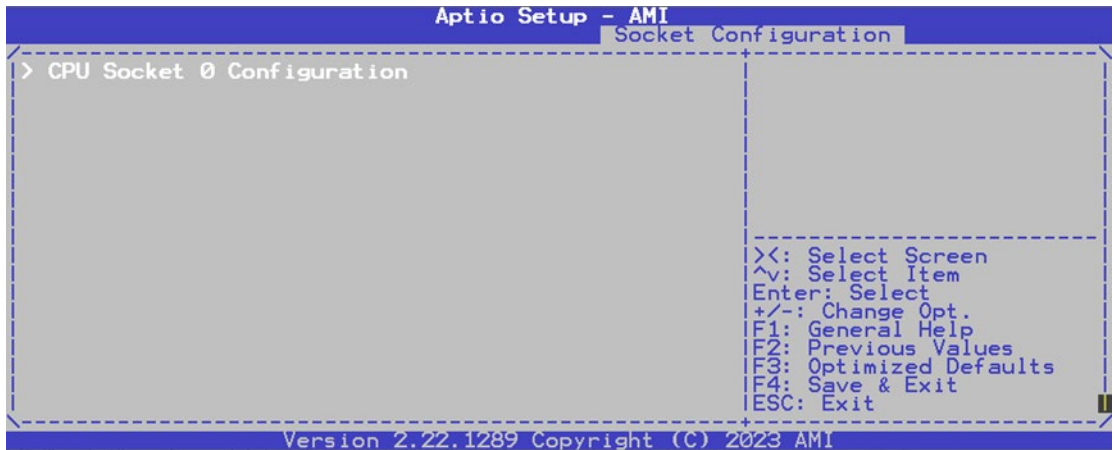 Aptio Setup - AMI
Socket Configuration
> CPU Socket 0 Configuration
><: Select Screen
^v: Select Item
Enter: Select
+/-: Change Opt.
F1: General Help
F2: Previous Values
F3: Optimized Defaults
F4: Save & Exit
ESC: Exit
Version 2.22.1289 Copyright (C) 2023 AMI